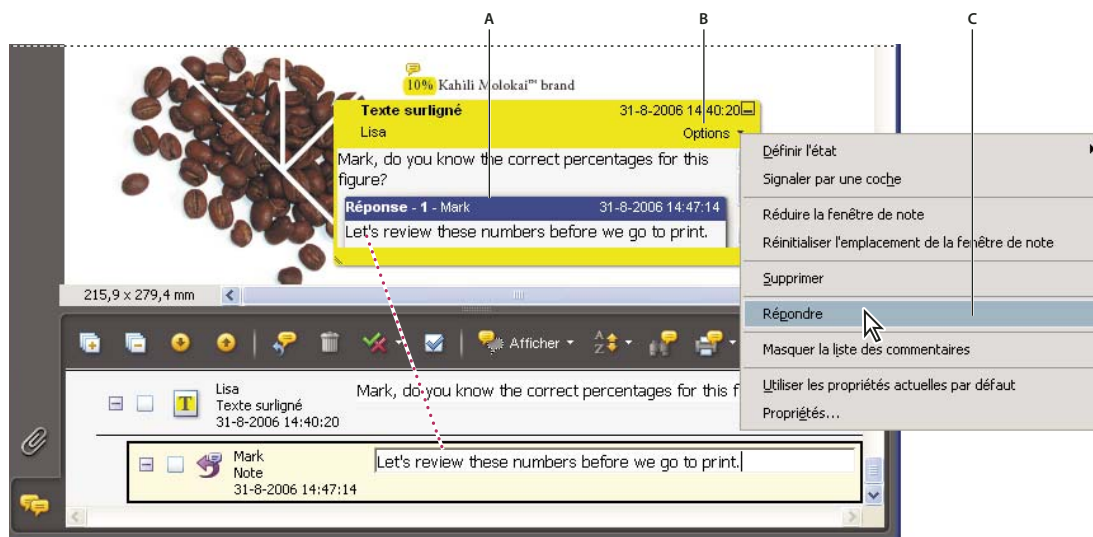 A B C
10% Kahili Molokai™ brand
Texte surligné 31-8-2006 14:40:20
Lisa Options
Mark, do you know the correct percentages for this
figure?
Réponse - 1 - Mark 31-8-2006 14:47:14
Let's review these numbers before we go to print.
Définir l'état
Signaler par une coche
Réduire la fenêtre de note
Réinitialiser l'emplacement de la fenêtre de note
Supprimer
Répondre
Masquer la liste des commentaires
Utiliser les propriétés actuelles par défaut
Propriétés...
215,9 x 279,4 mm
Afficher
A
Z
Lisa Mark, do you know the correct percentages for this f
T
Texte surligné
31-8-2006 14:40:20
Mark Let's review these numbers before we go to print.
Note
31-8-2006 14:47:14